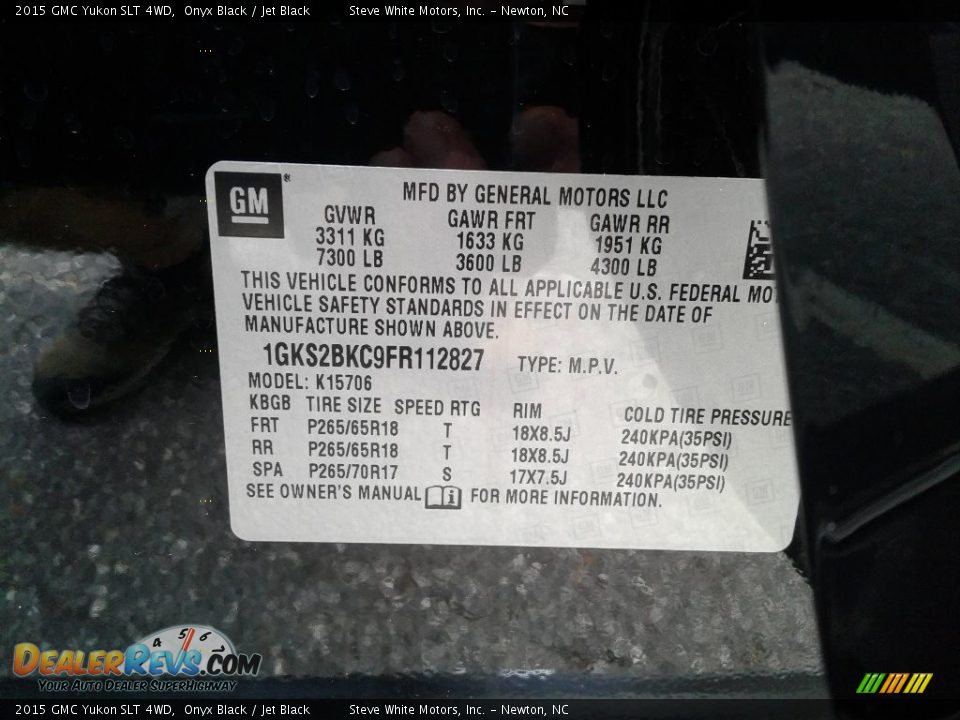 2015 GMC Yukon SLT 4WD, Onyx Black / Jet Black Steve White Motors, Inc. - Newton, NC
GM®
MFD BY GENERAL MOTORS LLC
GVWR GAWR FRT GAWR RR
3311 KG 1633 KG 1951 KG
7300 LB 3600 LB 4300 LB
THIS VEHICLE CONFORMS TO ALL APPLICABLE U.S. FEDERAL MOT
VEHICLE SAFETY STANDARDS IN EFFECT ON THE DATE OF
MANUFACTURE SHOWN ABOVE.
1GKS2BKC9FR112827 TYPE: M.P.V.
MODEL: K15706
KBGB TIRE SIZE SPEED RTG RIM COLD TIRE PRESSURE
FRT P265/65R18 T 18X8.5J 240KPA(35PSI)
RR P265/65R18 T 18X8.5J 240KPA(35PSI)
SPA P265/70R17 S 17X7.5J 240KPA(35PSI)
SEE OWNER'S MANUAL i FOR MORE INFORMATION.
4 5 6
DEALERREVS.COM
YOUR AUTO DEALER SUPERHIGHWAY
2015 GMC Yukon SLT 4WD, Onyx Black / Jet Black Steve White Motors, Inc. - Newton, NC